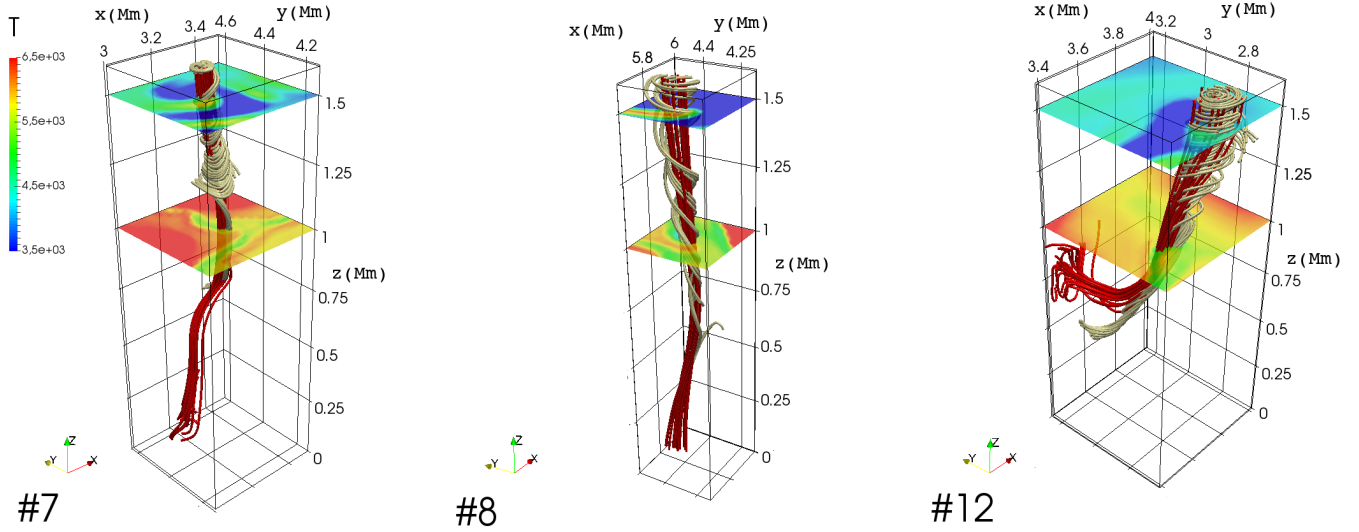 T
6,5e+03
5,5e+03
4,5e+03
3,5e+03
x(Mm)
y(Mm)
3
3.2
3.4
4.6
4.4
4.2
1.5
1.25
1
z(Mm)
0.75
0.5
0.25
0
Z
Y
X
#7
x(Mm)
y(Mm)
5.8
6
4.4
4.25
1.5
1.25
1
z(Mm)
0.75
0.5
0.25
0
Z
Y
X
#8
x(Mm)
y(Mm)
3.4
3.6
3.8
4
3.2
3
2.8
1.5
1.25
1
z(Mm)
0.75
0.5
0.25
0
Z
Y
X
#12